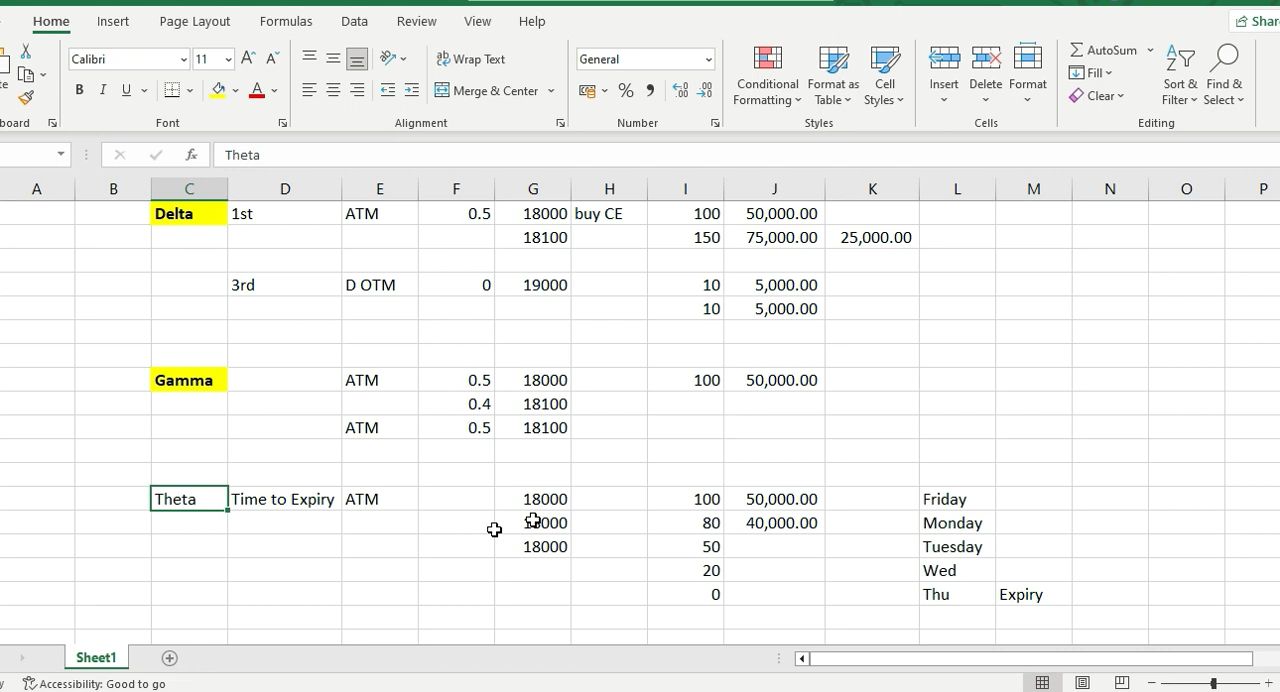 Home Insert Page Layout Formulas Data Review View Help Shar
Calibri 11 A A Wrap Text General AutoSum
Fill
B I U A Merge & Center % Conditional Formatting Format as Table Cell Styles Insert Delete Format Clear Sort & Filter Find & Select
board Font Alignment Number Styles Cells Editing
fx Theta
A B C D E F G H I J K L M N O P
Delta 1st ATM 0.5 18000 buy CE 100 50,000.00
18100 150 75,000.00 25,000.00
3rd D OTM 0 19000 10 5,000.00
10 5,000.00
Gamma ATM 0.5 18000 100 50,000.00
0.4 18100
ATM 0.5 18100
Theta Time to Expiry ATM 18000 100 50,000.00 Friday
80 40,000.00 Monday
18000 50 Tuesday
20 Wed
0 Thu Expiry
Sheet1
Accessibility: Good to go